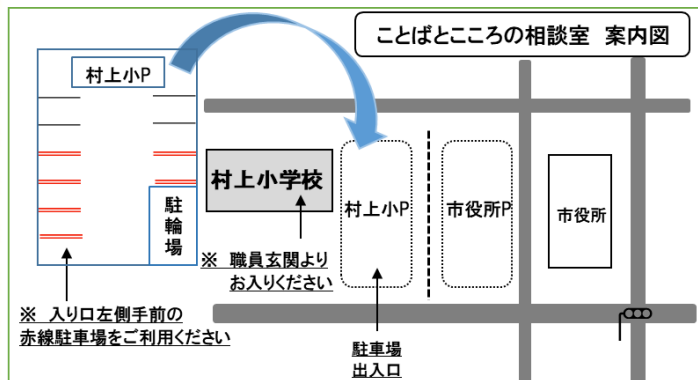 ことばとこころの相談室 案内図
村上小P
駐輪場
村上小学校
村上小P
市役所P
市役所
※ 職員玄関より
お入りください
※ 入り口左側手前の
赤線駐車場をご利用ください
駐車場
出入口